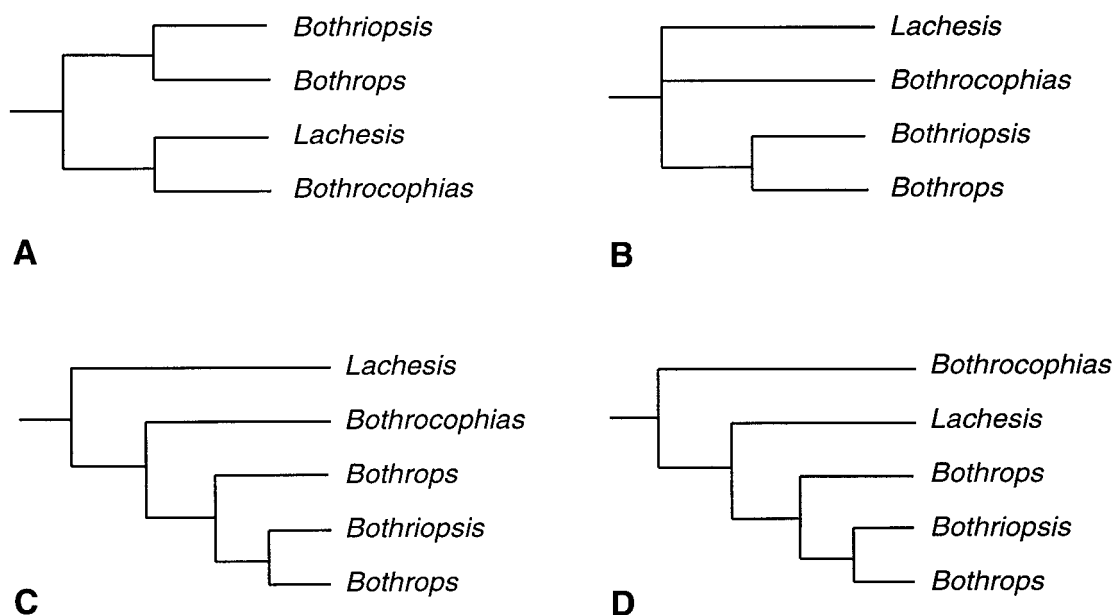 Bothriopsis
Bothrops
Lachesis
Bothrocophias
A
Lachesis
Bothrocophias
Bothriopsis
Bothrops
B
Lachesis
Bothrocophias
Bothrops
Bothriopsis
Bothrops
C
Bothrocophias
Lachesis
Bothrops
Bothriopsis
Bothrops
D